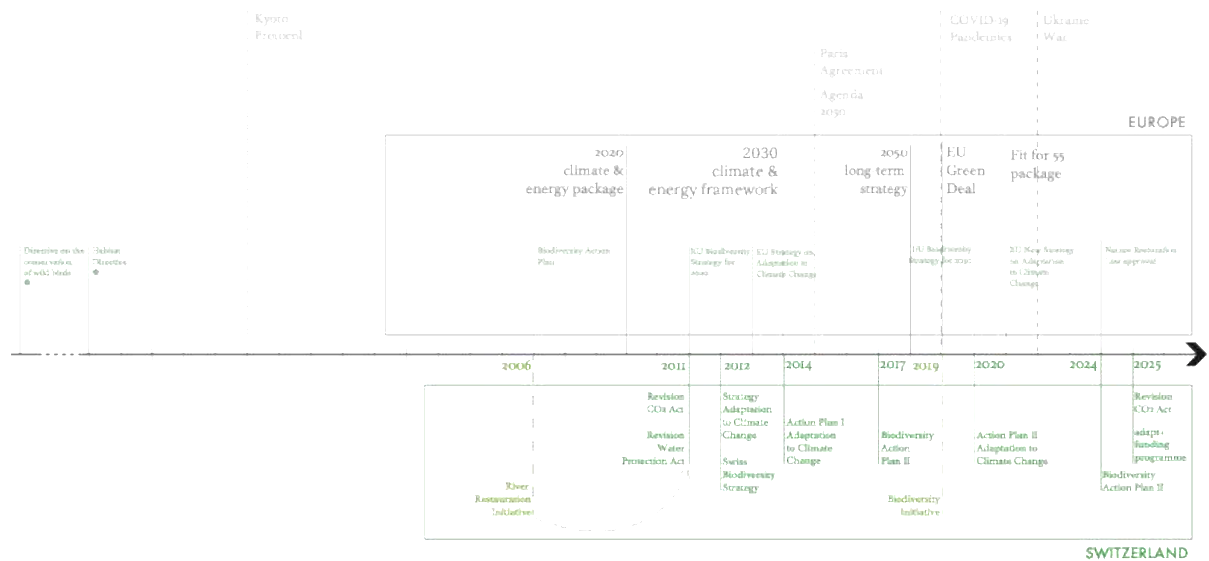 Kyoto
Protocol
COVID-19
Pandemics
Ukraine
War
Paris
Agreement
Agenda
2030
EUROPE
2020
climate &
energy package
2030
climate &
energy framework
2050
long term
strategy
EU
Green
Deal
Fit for 55
package
Directive on the
conservation
of wild birds
Habitat
Directive
Biodiversity Action
Plan
EU Biodiversity
Strategy for
2020
EU Strategy on
Adaptation to
Climate Change
EU Biodiversity
Strategy for 2030
EU New Strategy
on Adaptation
to Climate
Change
Nature Restoration
Law approval
2006
2011
2012
2014
2017
2019
2020
2024
2025
Revision
CO2 Act
Revision
Water
Protection Act
River
Restauration
Initiative
Strategy
Adaptation
to Climate
Change
Swiss
Biodiversity
Strategy
Action Plan I
Adaptation
to Climate
Change
Biodiversity
Action
Plan II
Biodiversity
Initiative
Action Plan II
Adaptation to
Climate Change
Revision
CO2 Act
adapt+
funding
programme
Biodiversity
Action Plan II
SWITZERLAND